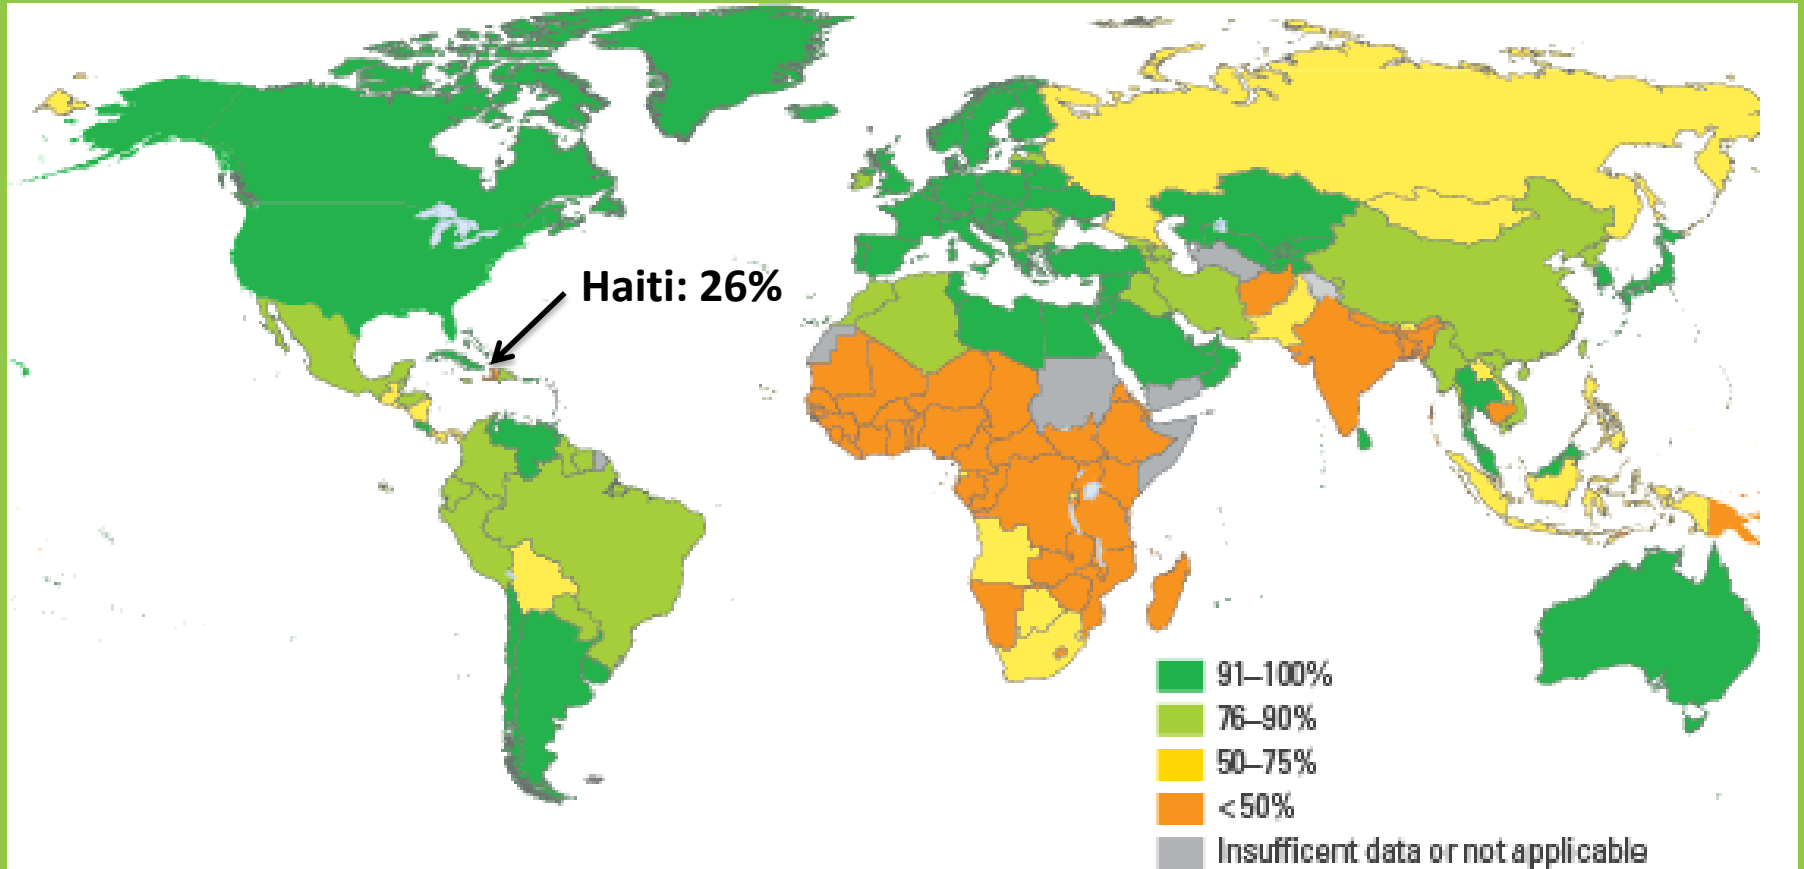 Haiti: 26%
91–100%
76–90%
50–75%
<50%
Insufficent data or not applicable